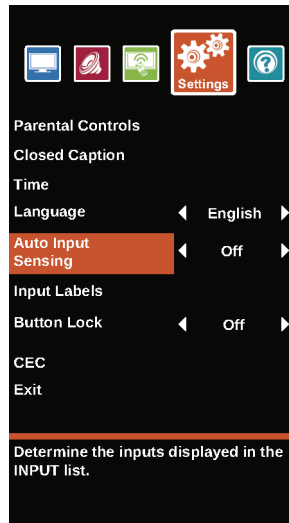 Settings
Parental Controls
Closed Caption
Time
Language English
Auto Input
Sensing Off
Input Labels
Button Lock Off
CEC
Exit
Determine the inputs displayed in the
INPUT list.